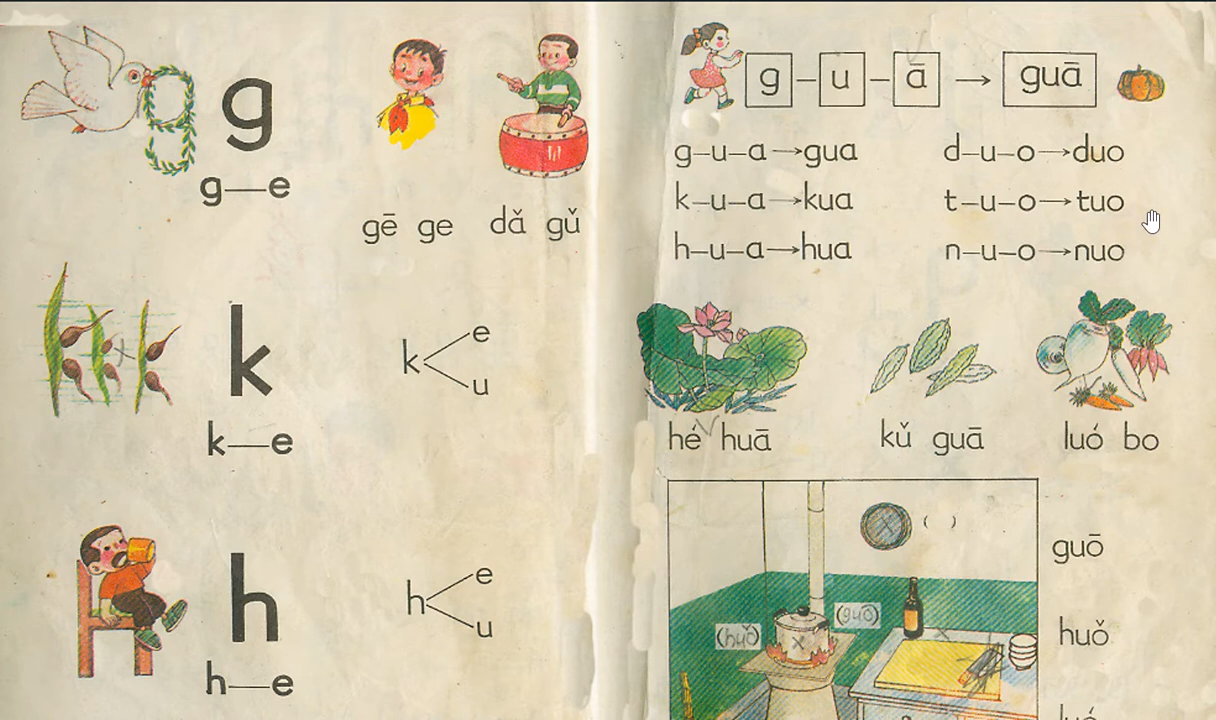 g
g—e
gē ge
dǎ gǔ
k
k—e
k
e
u
h
h—e
h
e
u
g—u—ā→guā
g—u—a→gua
d—u—o→duo
k—u—a→kua
t—u—o→tuo
h—u—a→hua
n—u—o→nuo
hé huā
kǔ guā
luó bo
( )
(huǒ)
(guō)
guō
huǒ